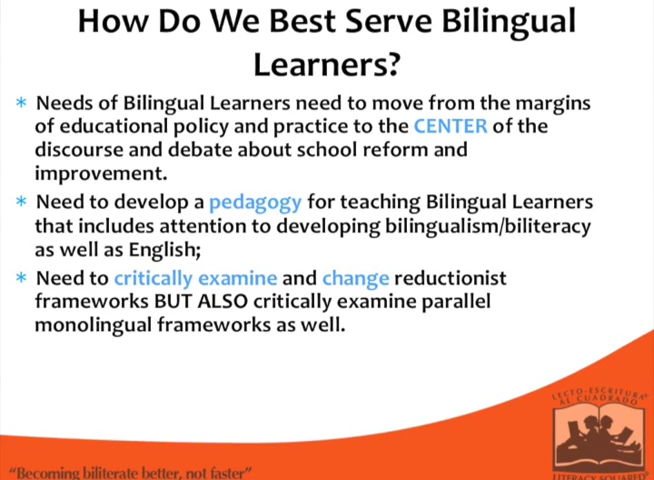 How Do We Best Serve Bilingual
Learners?
* Needs of Bilingual Learners need to move from the margins
of educational policy and practice to the CENTER of the
discourse and debate about school reform and
improvement.
* Need to develop a pedagogy for teaching Bilingual Learners
that includes attention to developing bilingualism/biliteracy
as well as English;
* Need to critically examine and change reductionist
frameworks BUT ALSO critically examine parallel
monolingual frameworks as well.
LECTO-ESCRITURA
AL CUADRADO
LITERACY SQUARED®
"Becoming biliterate better, not faster"